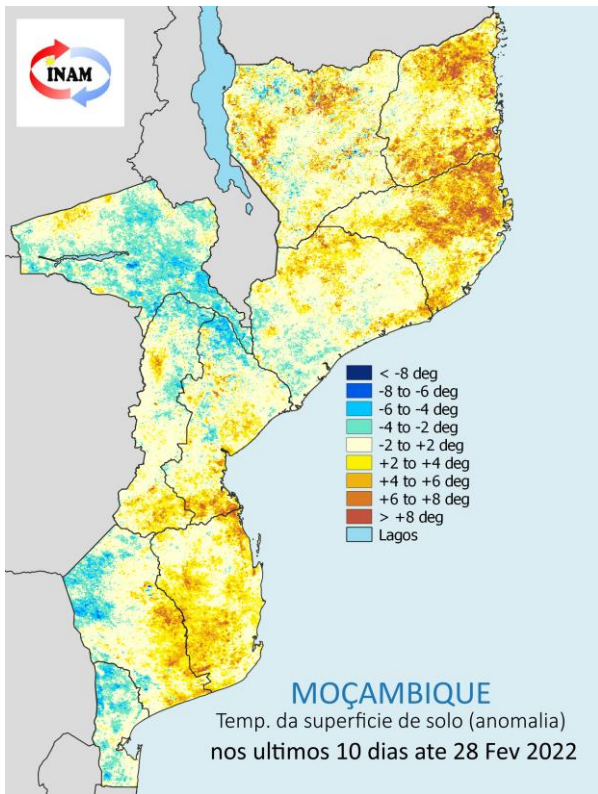 INAM
< -8 deg
-8 to -6 deg
-6 to -4 deg
-4 to -2 deg
-2 to +2 deg
+2 to +4 deg
+4 to +6 deg
+6 to +8 deg
> +8 deg
Lagos
MOÇAMBIQUE
Temp. da superficie de solo (anomalia)
nos ultimos 10 dias ate 28 Fev 2022